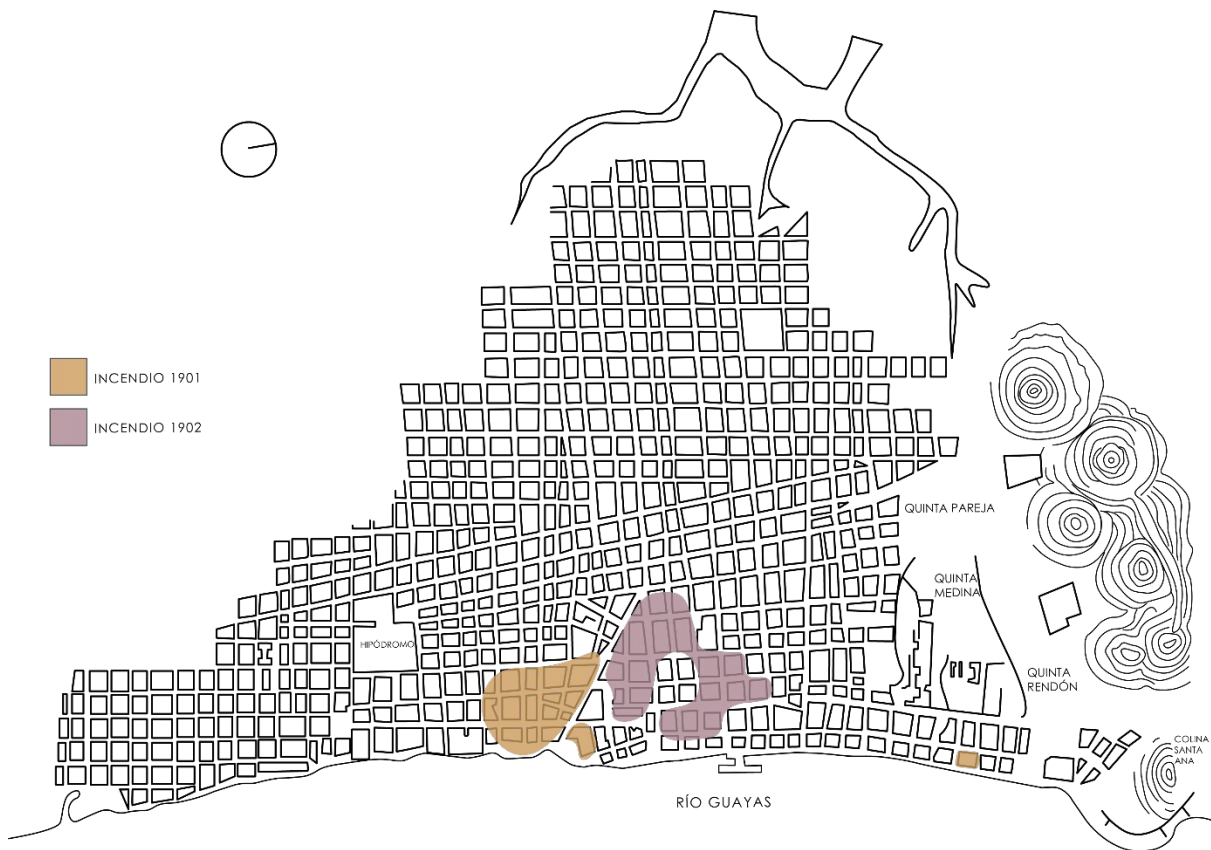 INCENDIO 1901
INCENDIO 1902
QUINTA PAREJA
QUINTA
MEDINA
HIPÓDROMO
QUINTA
RENDÓN
COLINA
SANTA
ANA
RÍO GUAYAS